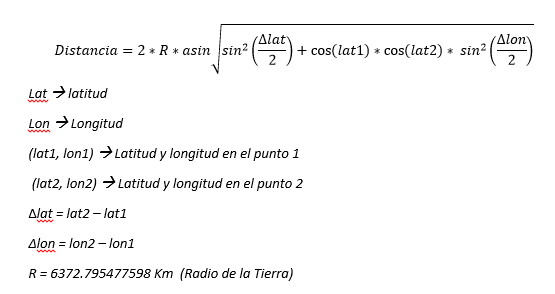 Distancia = 2 * R * asin √(sin²(Δlat/2) + cos(lat1) * cos(lat2) * sin²(Δlon/2))
Lat → latitud
Lon → Longitud
(lat1, lon1) → Latitud y longitud en el punto 1
(lat2, lon2) → Latitud y longitud en el punto 2
Δlat = lat2 – lat1
Δlon = lon2 – lon1
R = 6372.795477598 Km (Radio de la Tierra)